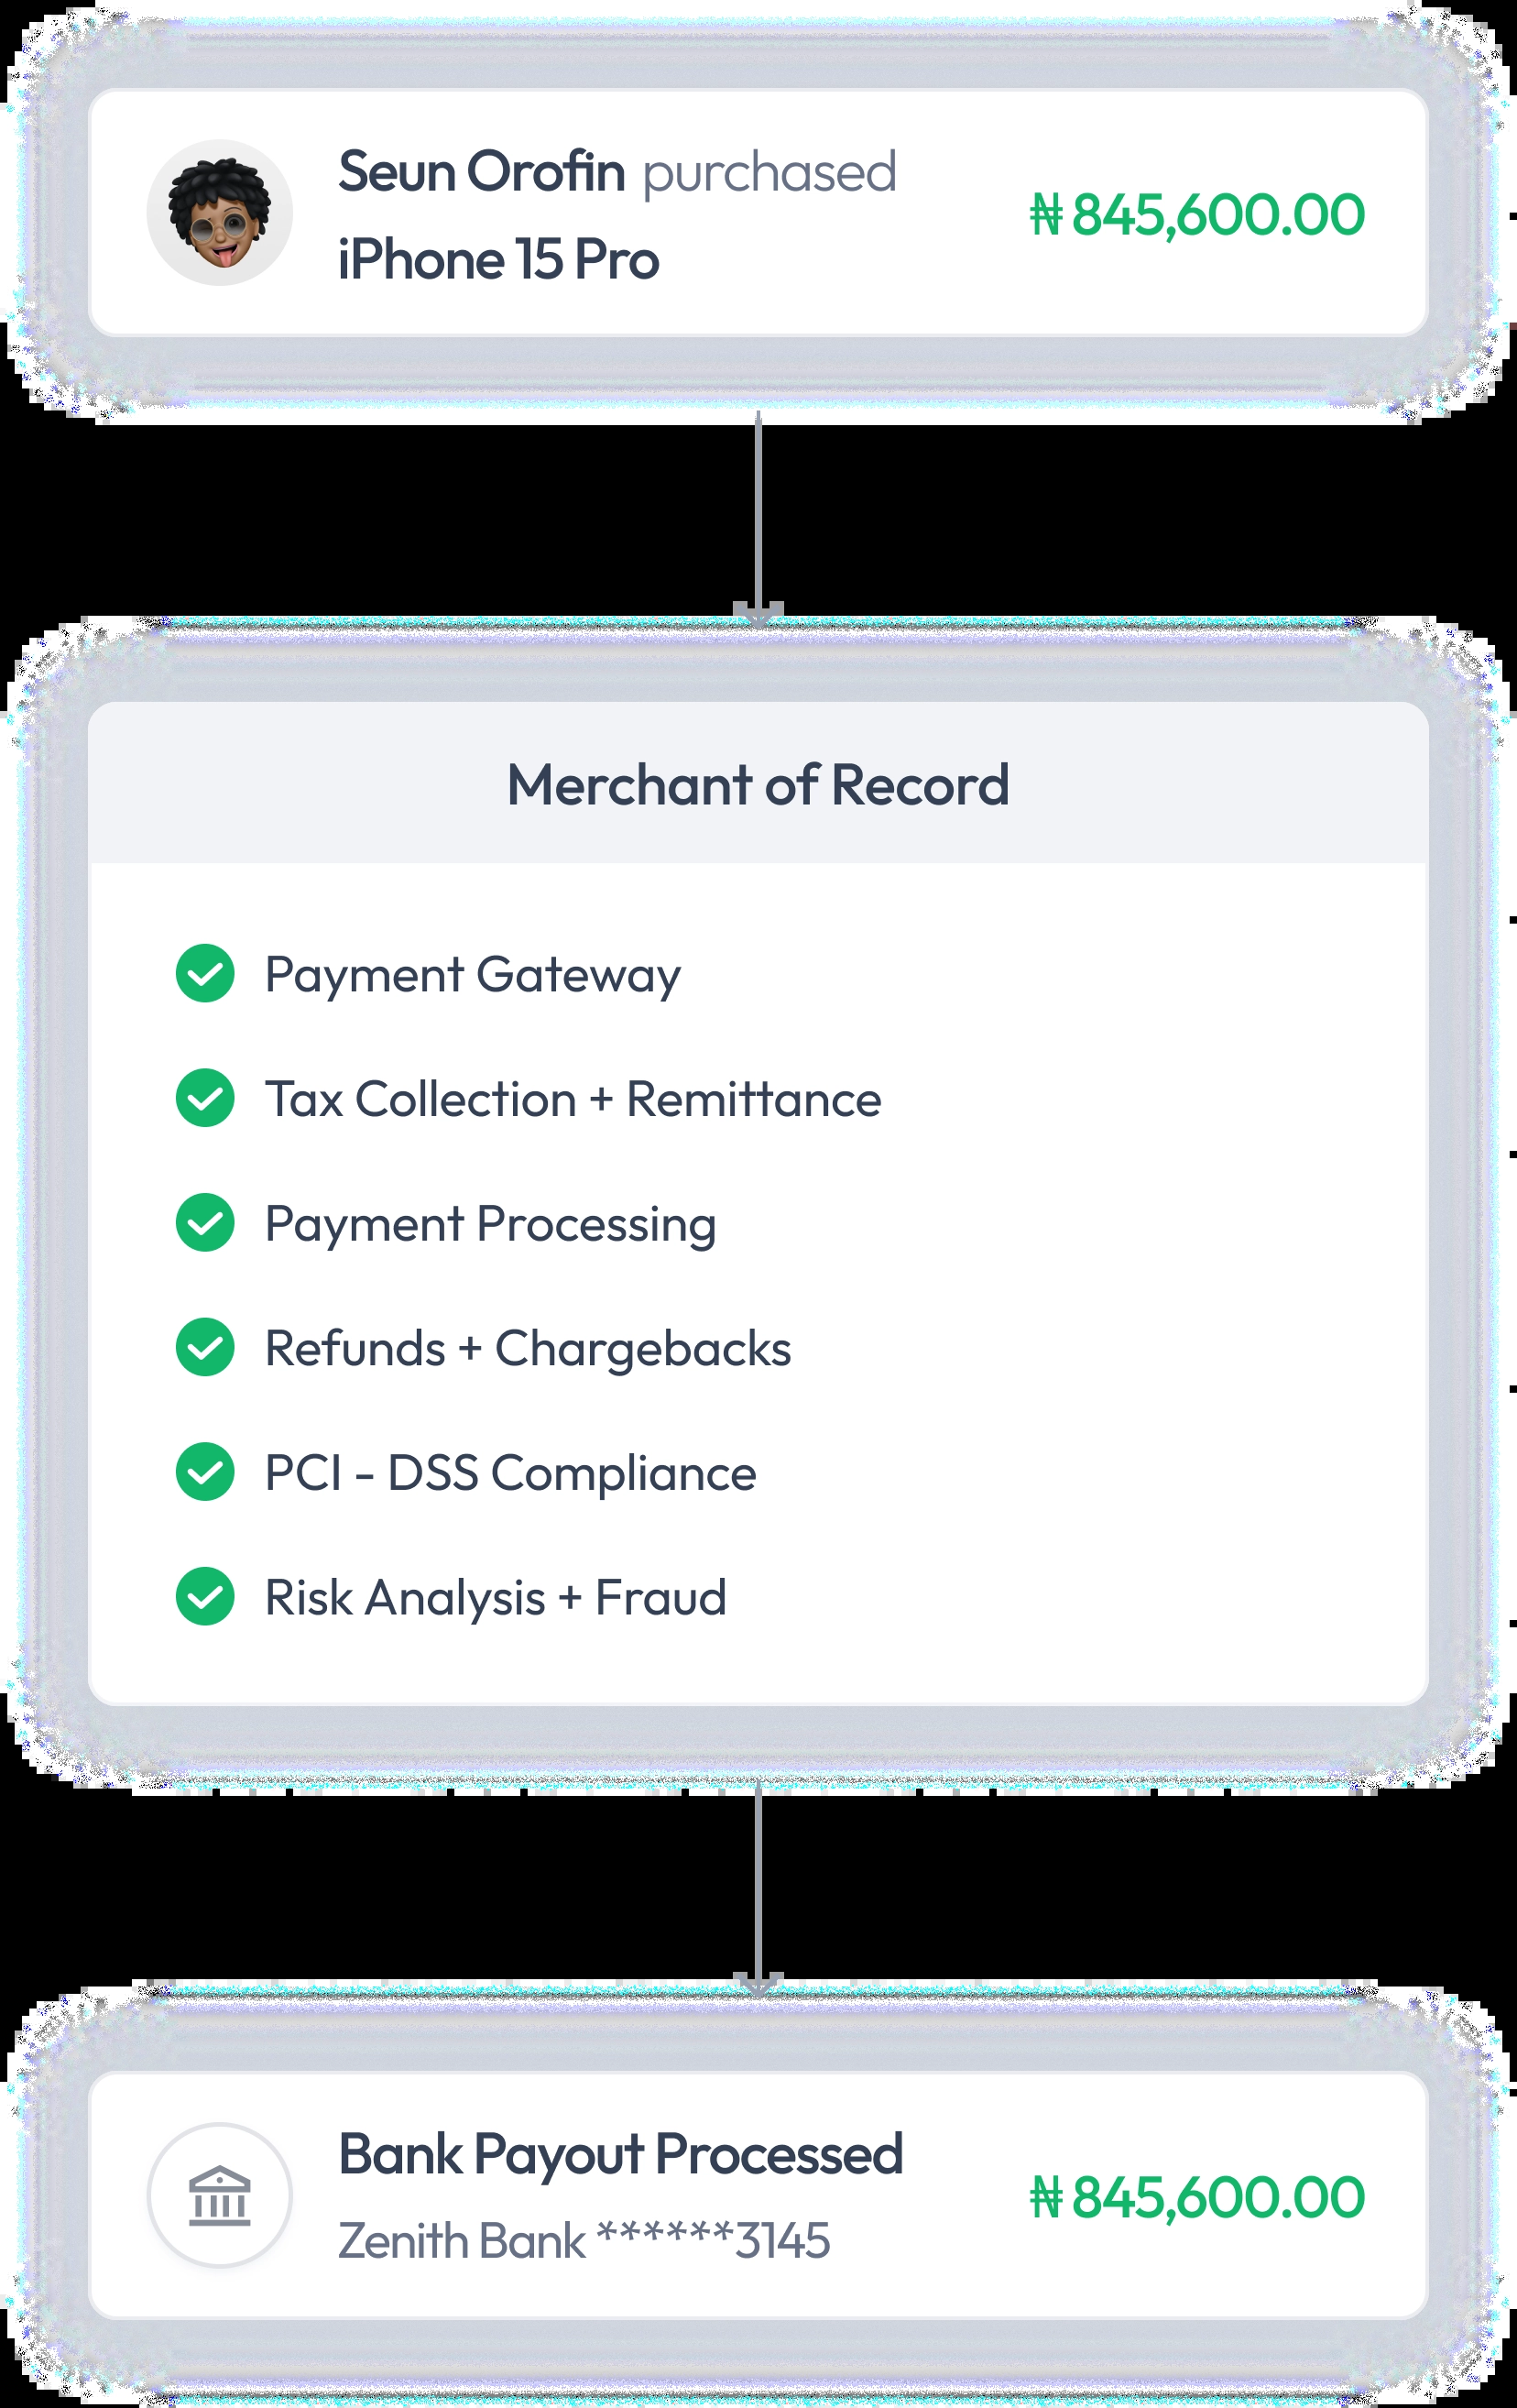 Seun Orofin purchased
iPhone 15 Pro
₦ 845,600.00
Merchant of Record
Payment Gateway
Tax Collection + Remittance
Payment Processing
Refunds + Chargebacks
PCI - DSS Compliance
Risk Analysis + Fraud
Bank Payout Processed
Zenith Bank ******3145
₦ 845,600.00